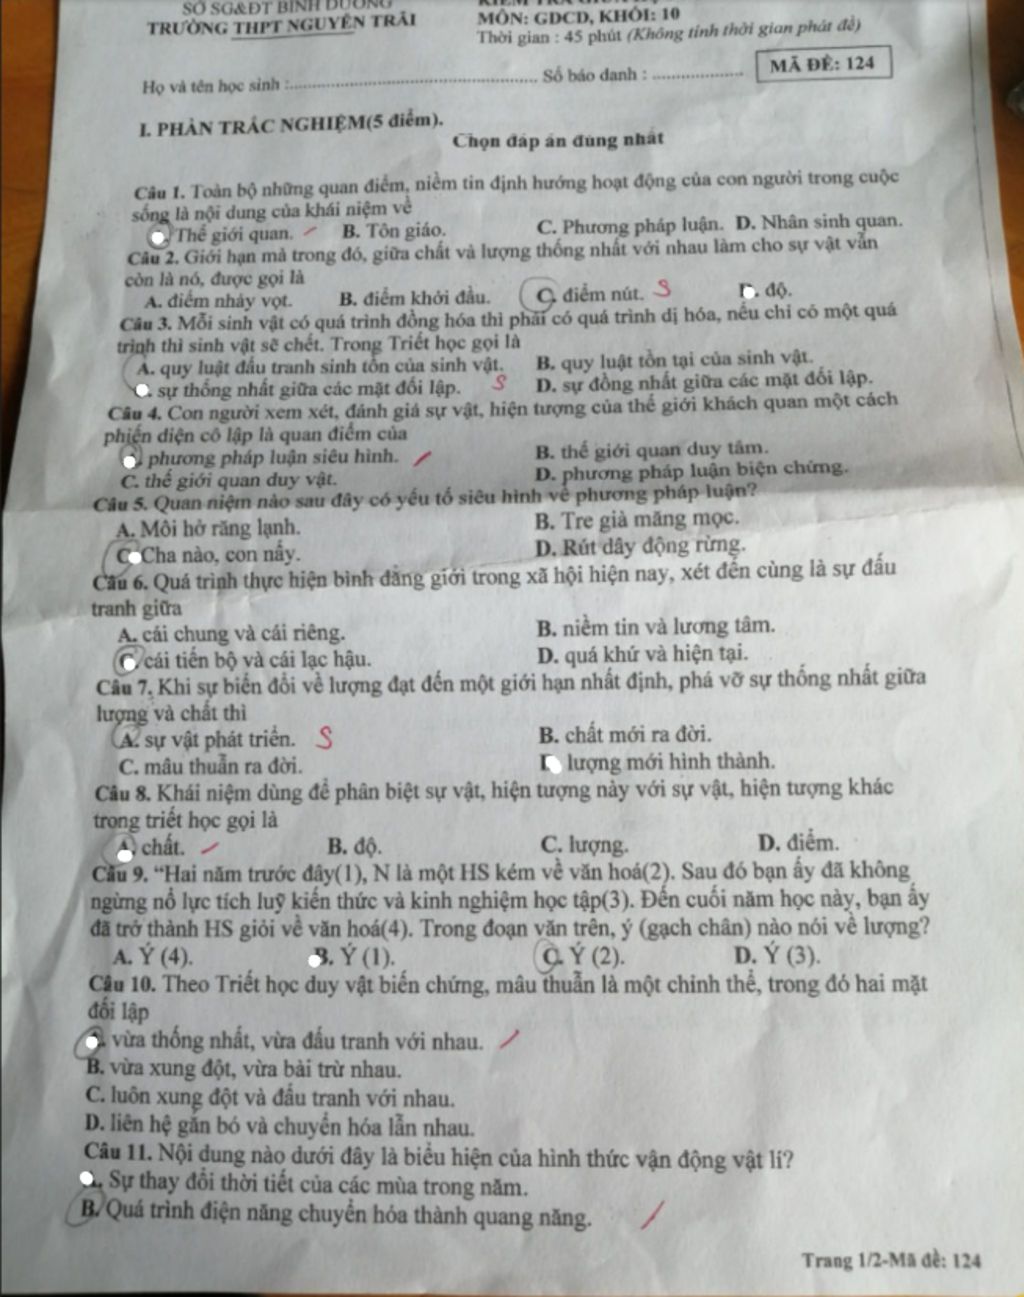 SỞ SG&ĐT BÌNH DƯƠNG
TRƯỜNG THPT NGUYỄN TRÃI
MÔN: GDCD, KHỐI: 10
Thời gian : 45 phút (Không tính thời gian phát đề)
MÃ ĐỀ: 124
Họ và tên học sinh :............ Số báo danh : ............
I. PHẦN TRẮC NGHIỆM(5 điểm).
Chọn đáp án đúng nhất
Câu 1. Toàn bộ những quan điểm, niềm tin định hướng hoạt động của con người trong cuộc
sống là nội dung của khái niệm về
Thế giới quan. B. Tôn giáo. C. Phương pháp luận. D. Nhân sinh quan.
Câu 2. Giới hạn mà trong đó, giữa chất và lượng thống nhất với nhau làm cho sự vật vẫn
còn là nó, được gọi là
A. điểm nhảy vọt. B. điểm khởi đầu. C. điểm nút. S D. độ.
Câu 3. Mỗi sinh vật có quá trình đồng hóa thì phải có quá trình dị hóa, nếu chỉ có một quá
trình thì sinh vật sẽ chết. Trong Triết học gọi là
A. quy luật đấu tranh sinh tồn của sinh vật. B. quy luật tồn tại của sinh vật.
sự thống nhất giữa các mặt đối lập. S D. sự đồng nhất giữa các mặt đối lập.
Câu 4. Con người xem xét, đánh giá sự vật, hiện tượng của thế giới khách quan một cách
phiến diện cô lập là quan điểm của
phương pháp luận siêu hình. B. thế giới quan duy tâm.
C. thế giới quan duy vật. D. phương pháp luận biện chứng.
Câu 5. Quan niệm nào sau đây có yếu tố siêu hình về phương pháp luận?
A. Môi hở răng lạnh. B. Tre già măng mọc.
C. Cha nào, con nấy. D. Rút dây động rừng.
Câu 6. Quá trình thực hiện bình đẳng giới trong xã hội hiện nay, xét đến cùng là sự đấu
tranh giữa
A. cái chung và cái riêng. B. niềm tin và lương tâm.
C. cái tiến bộ và cái lạc hậu. D. quá khứ và hiện tại.
Câu 7. Khi sự biến đổi về lượng đạt đến một giới hạn nhất định, phá vỡ sự thống nhất giữa
lượng và chất thì
A. sự vật phát triển. S B. chất mới ra đời.
C. mâu thuẫn ra đời. D lượng mới hình thành.
Câu 8. Khái niệm dùng để phân biệt sự vật, hiện tượng này với sự vật, hiện tượng khác
trong triết học gọi là
A. chất. B. độ. C. lượng. D. điểm.
Câu 9. “Hai năm trước đây(1), N là một HS kém về văn hoá(2). Sau đó bạn ấy đã không
ngừng nổ lực tích luỹ kiến thức và kinh nghiệm học tập(3). Đến cuối năm học này, bạn ấy
đã trở thành HS giỏi về văn hoá(4). Trong đoạn văn trên, ý (gạch chân) nào nói về lượng?
A. Ý (4). B. Ý (1). C. Ý (2). D. Ý (3).
Câu 10. Theo Triết học duy vật biến chứng, mâu thuẫn là một chỉnh thể, trong đó hai mặt
đối lập
vừa thống nhất, vừa đấu tranh với nhau.
B. vừa xung đột, vừa bài trừ nhau.
C. luôn xung đột và đấu tranh với nhau.
D. liên hệ gắn bó và chuyển hóa lẫn nhau.
Câu 11. Nội dung nào dưới đây là biểu hiện của hình thức vận động vật lí?
Sự thay đổi thời tiết của các mùa trong năm.
B. Quá trình điện năng chuyển hóa thành quang năng.
Trang 1/2-Mã đề: 124